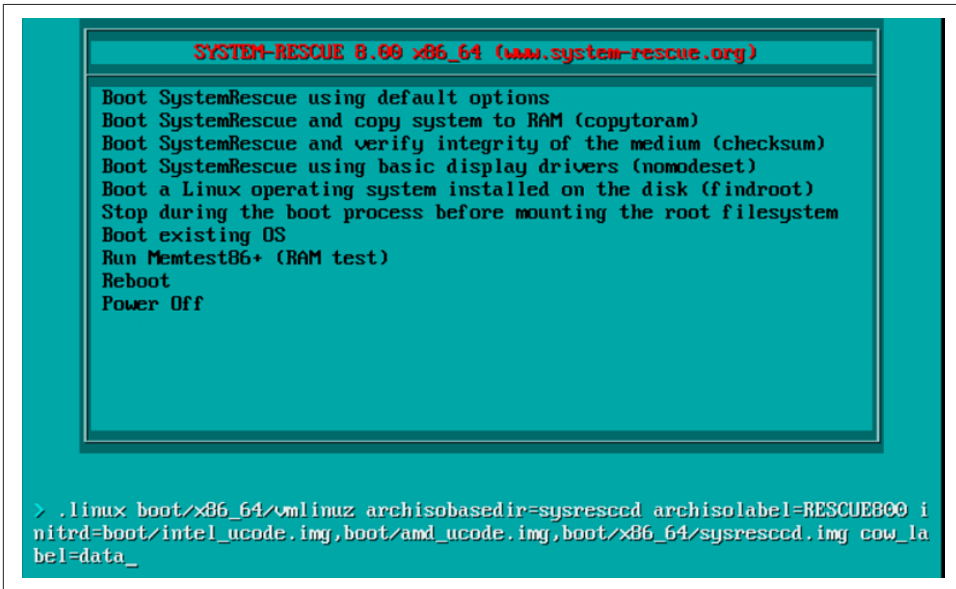 SYSTEM-RESCUE 8.00 x86_64 (www.system-rescue.org)
Boot SystemRescue using default options
Boot SystemRescue and copy system to RAM (copytoram)
Boot SystemRescue and verify integrity of the medium (checksum)
Boot SystemRescue using basic display drivers (nomodeset)
Boot a Linux operating system installed on the disk (findroot)
Stop during the boot process before mounting the root filesystem
Boot existing OS
Run Memtest86+ (RAM test)
Reboot
Power Off
> .linux boot/x86_64/vmlinuz archisobasedir=sysresccd archisolabel=RESCUE800 i
nitrd=boot/intel_ucode.img,boot/amd_ucode.img,boot/x86_64/sysresccd.img cow_la
bel=data_